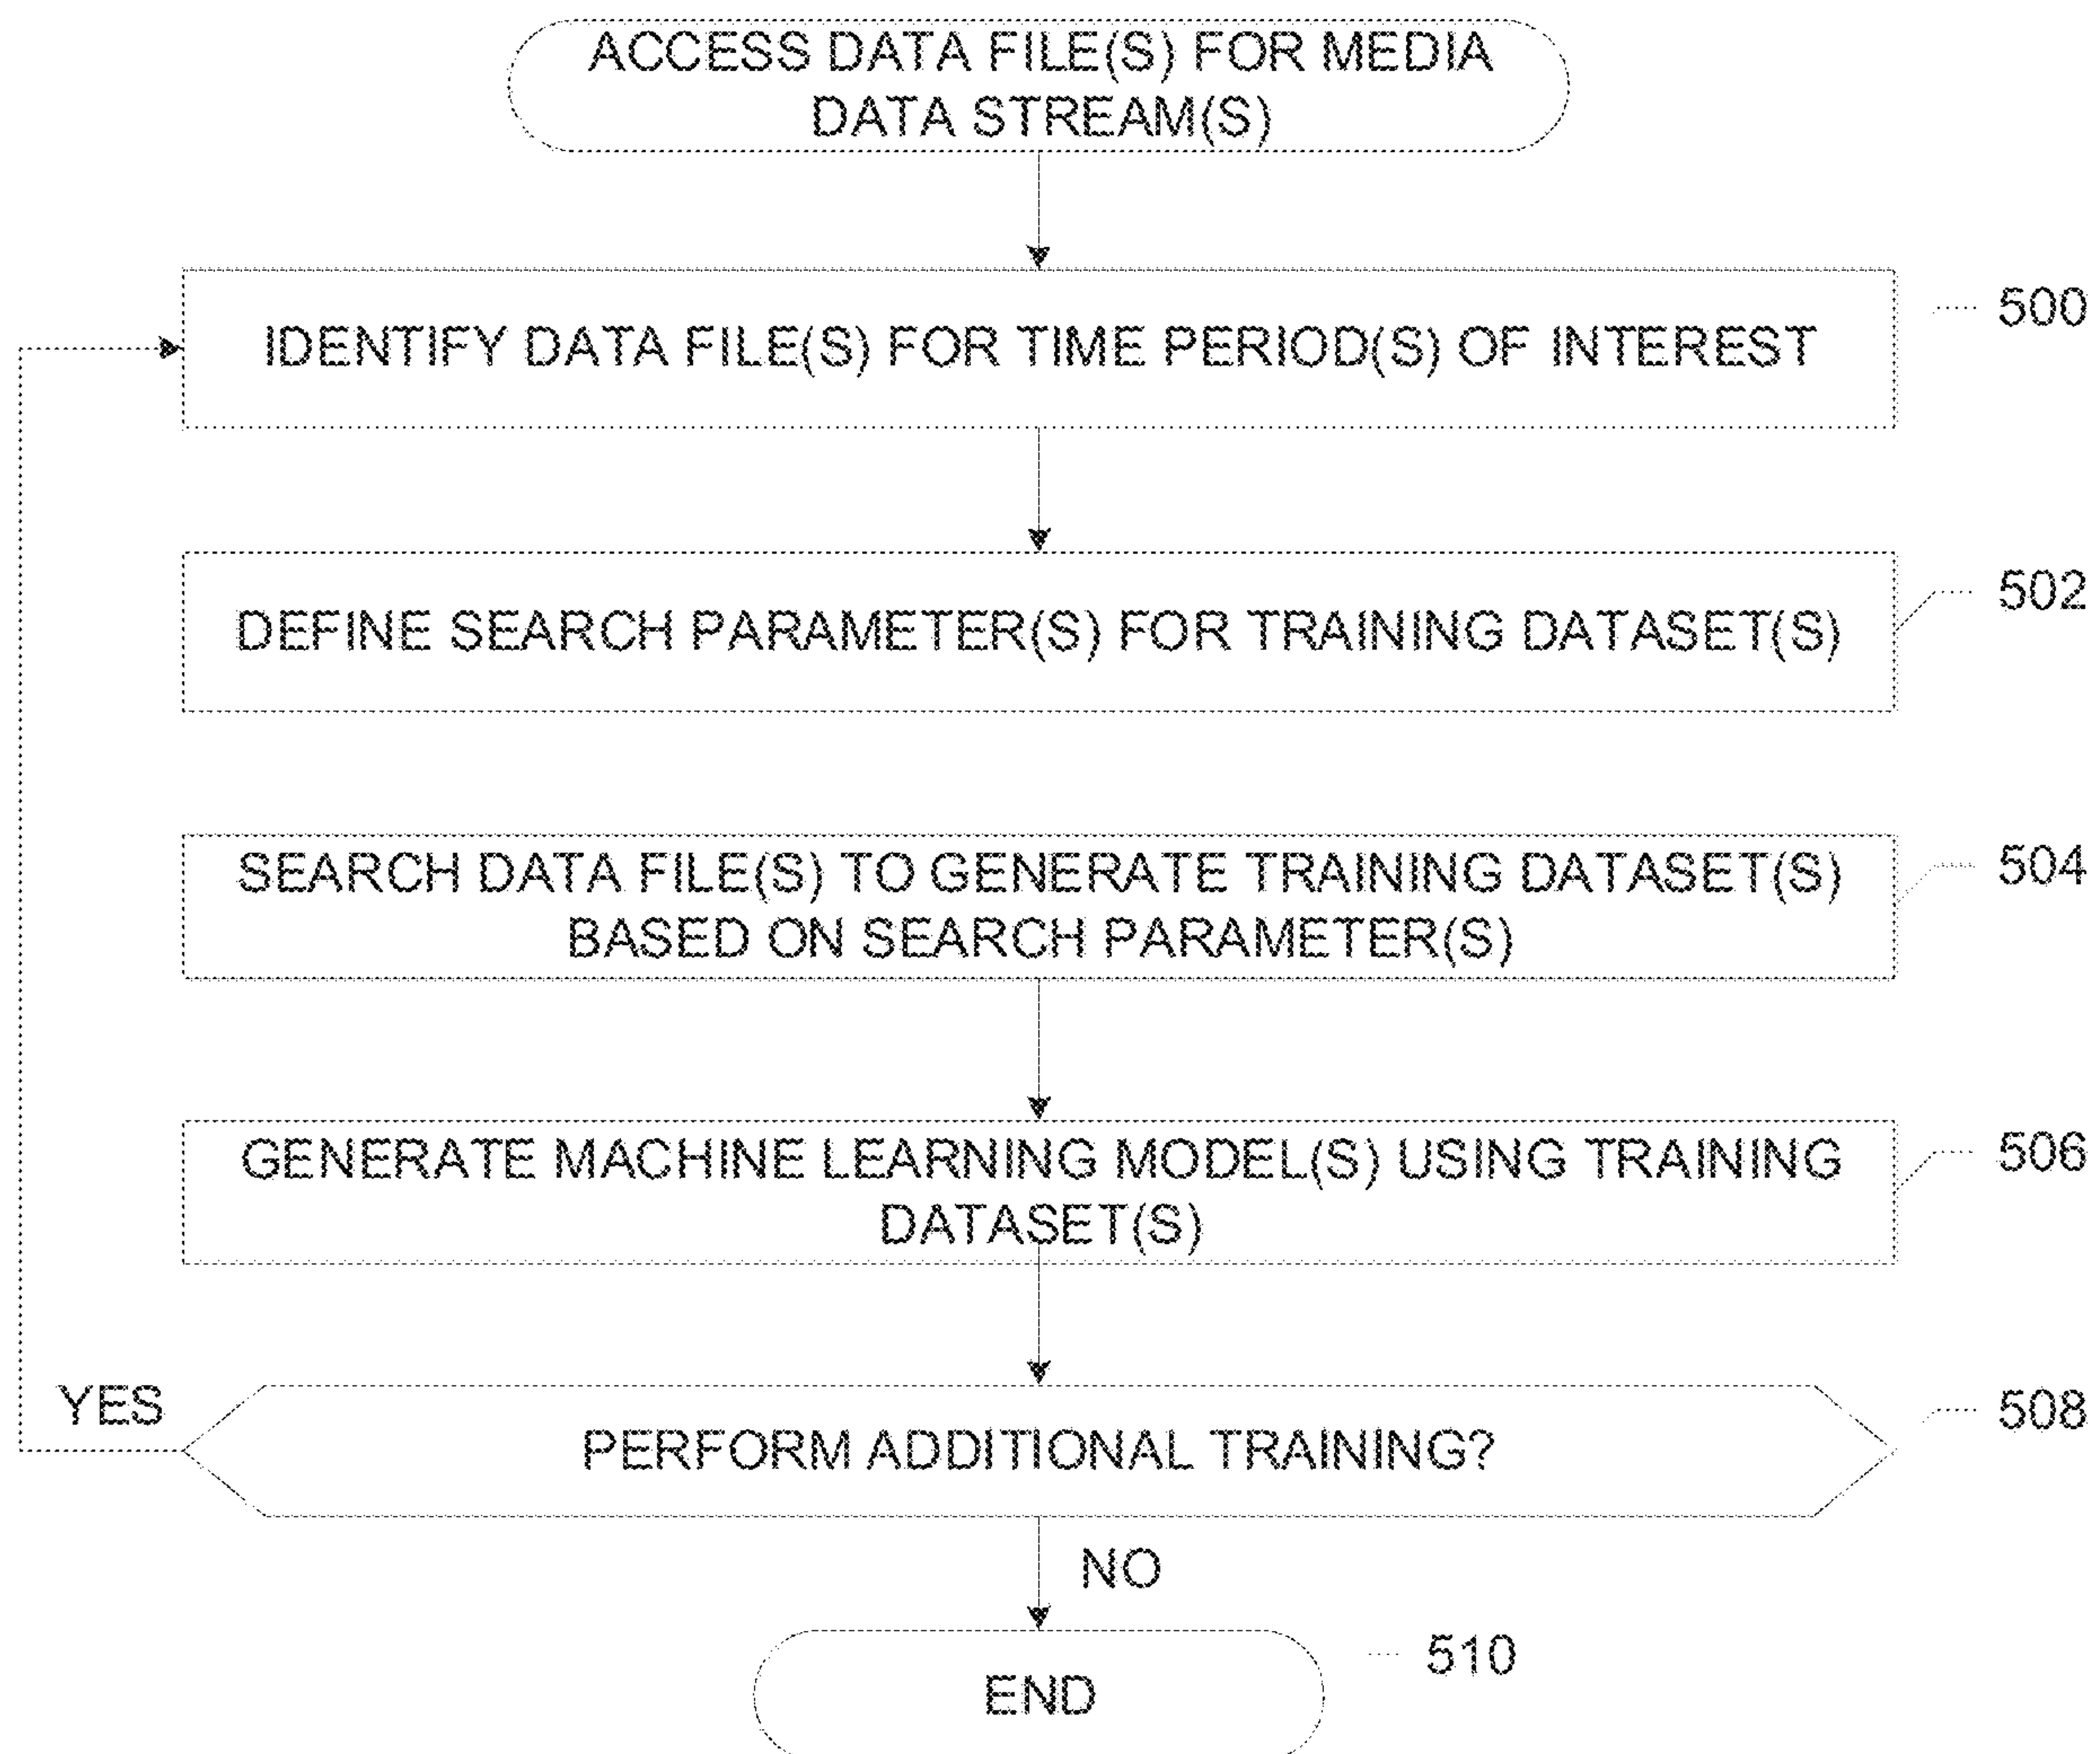 ACCESS DATA FILE(S) FOR MEDIA
DATA STREAM(S)
IDENTIFY DATA FILE(S) FOR TIME PERIOD(S) OF INTEREST
500
DEFINE SEARCH PARAMETER(S) FOR TRAINING DATASET(S)
502
SEARCH DATA FILE(S) TO GENERATE TRAINING DATASET(S)
BASED ON SEARCH PARAMETER(S)
504
GENERATE MACHINE LEARNING MODEL(S) USING TRAINING
DATASET(S)
506
YES
PERFORM ADDITIONAL TRAINING?
508
NO
END
510